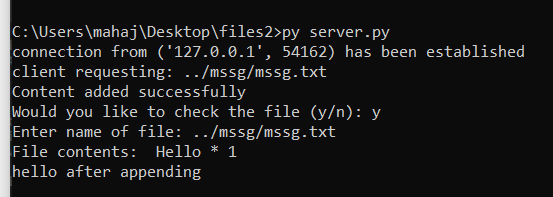 C:\Users\mahaj\Desktop\files2>py server.py
connection from ('127.0.0.1', 54162) has been established
client requesting: ../mssg/mssg.txt
Content added successfully
Would you like to check the file (y/n): y
Enter name of file: ../mssg/mssg.txt
File contents:  Hello * 1
hello after appending